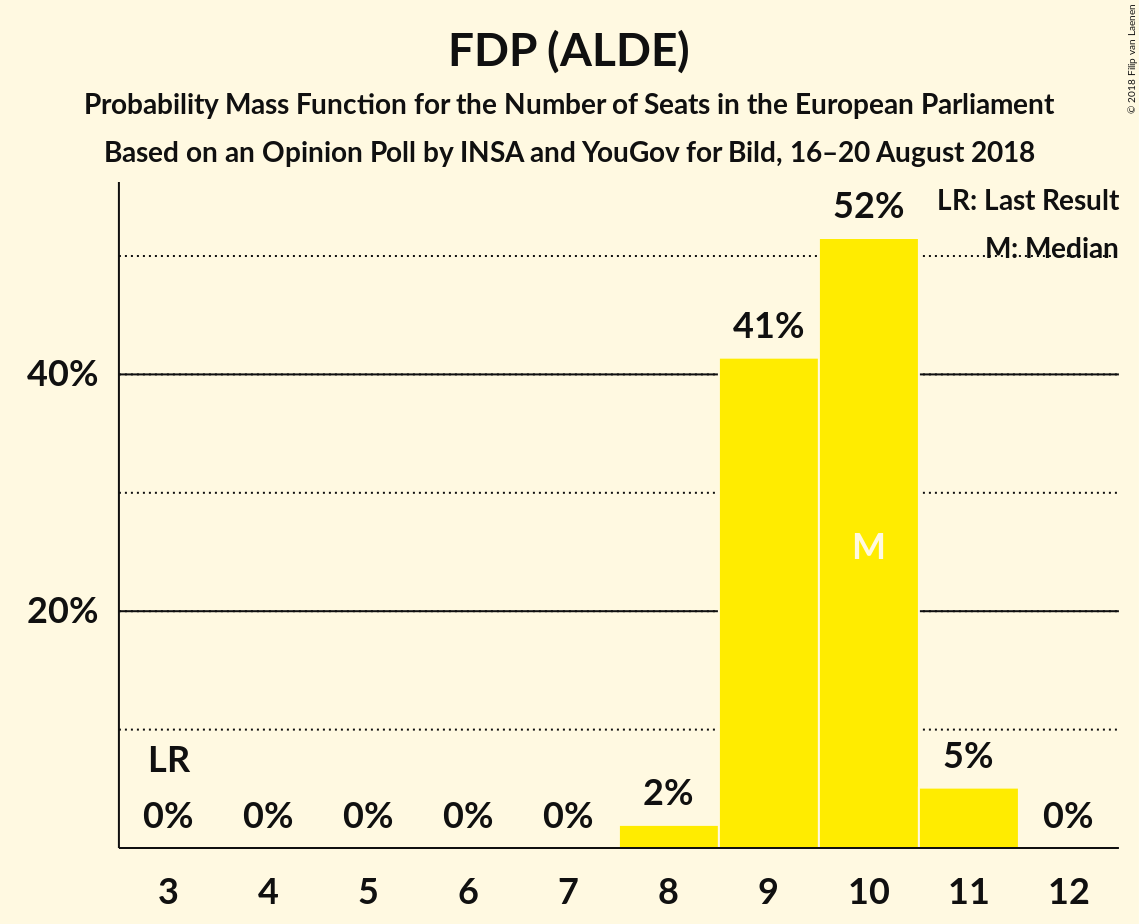 FDP (ALDE)
Probability Mass Function for the Number of Seats in the European Parliament
Based on an Opinion Poll by INSA and YouGov for Bild, 16–20 August 2018
© 2018 Filip van Laenen
LR: Last Result
M: Median
52%
41%
40%
M
20%
LR
5%
2%
0% 0% 0% 0% 0% 0%
3 4 5 6 7 8 9 10 11 12